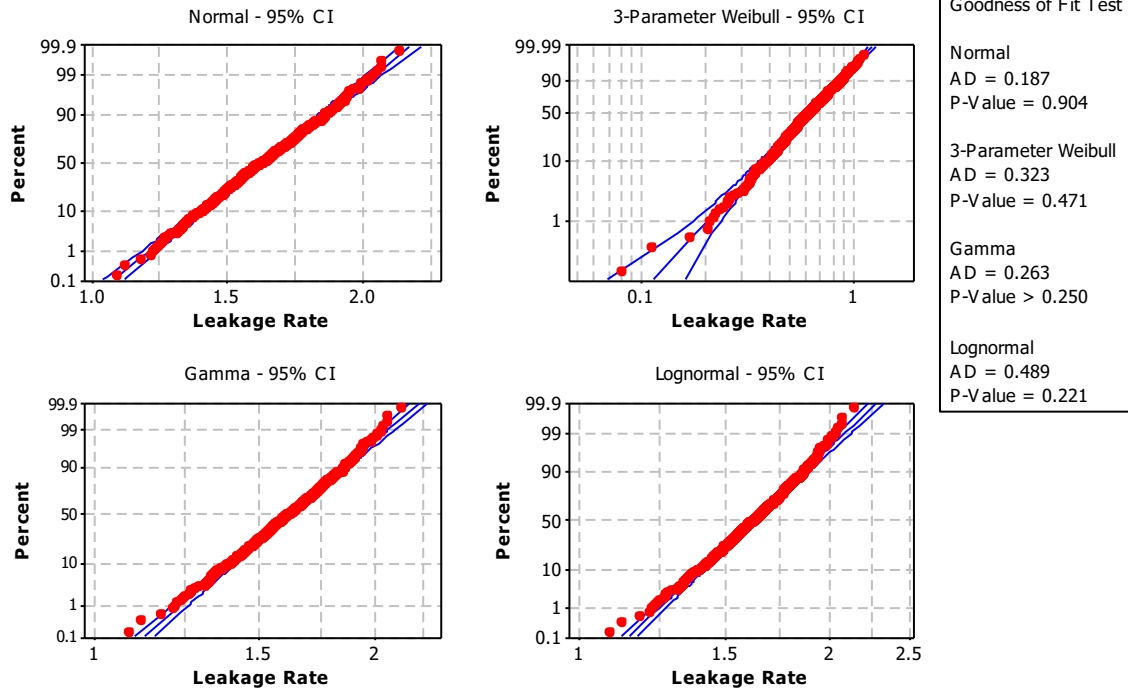 Normal - 95% CI
99.9
99
90
50
10
1
0.1
Percent
1.0 1.5 2.0
Leakage Rate
3-Parameter Weibull - 95% CI
99.99
90
50
10
1
Percent
0.1 1
Leakage Rate
Goodness of Fit Test
Normal
AD = 0.187
P-Value = 0.904
3-Parameter Weibull
AD = 0.323
P-Value = 0.471
Gamma
AD = 0.263
P-Value > 0.250
Lognormal
AD = 0.489
P-Value = 0.221
Gamma - 95% CI
99.9
99
90
50
10
1
0.1
Percent
1 1.5 2
Leakage Rate
Lognormal - 95% CI
99.9
99
90
50
10
1
0.1
Percent
1 1.5 2.0 2.5
Leakage Rate